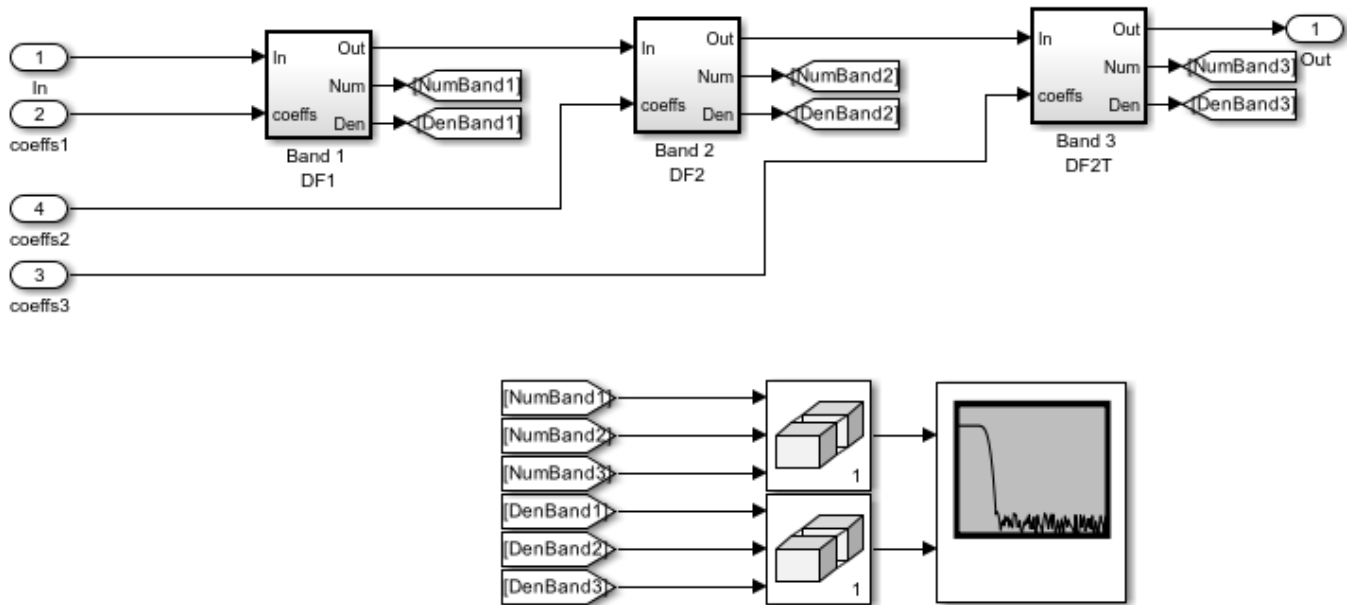 1
In
2
coeffs1
4
coeffs2
3
coeffs3
In
coeffs
Out
Num
Den
Band 1
DF1
[NumBand1]
[DenBand1]
In
coeffs
Out
Num
Den
Band 2
DF2
[NumBand2]
[DenBand2]
In
coeffs
Out
Num
Den
Band 3
DF2T
[NumBand3]
[DenBand3]
1
Out
[NumBand1]
[NumBand2]
[NumBand3]
[DenBand1]
[DenBand2]
[DenBand3]
1
1